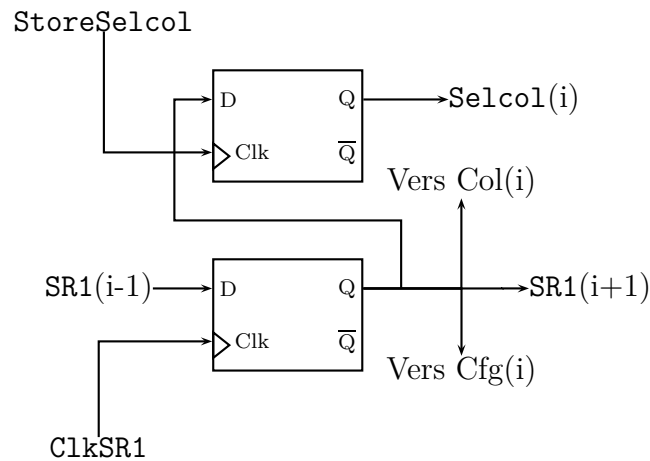 StoreSelcol
D
Q
Selcol(i)
Clk
Q̅
Vers Col(i)
SR1(i-1)
D
Q
SR1(i+1)
Clk
Q̅
Vers Cfg(i)
ClkSR1